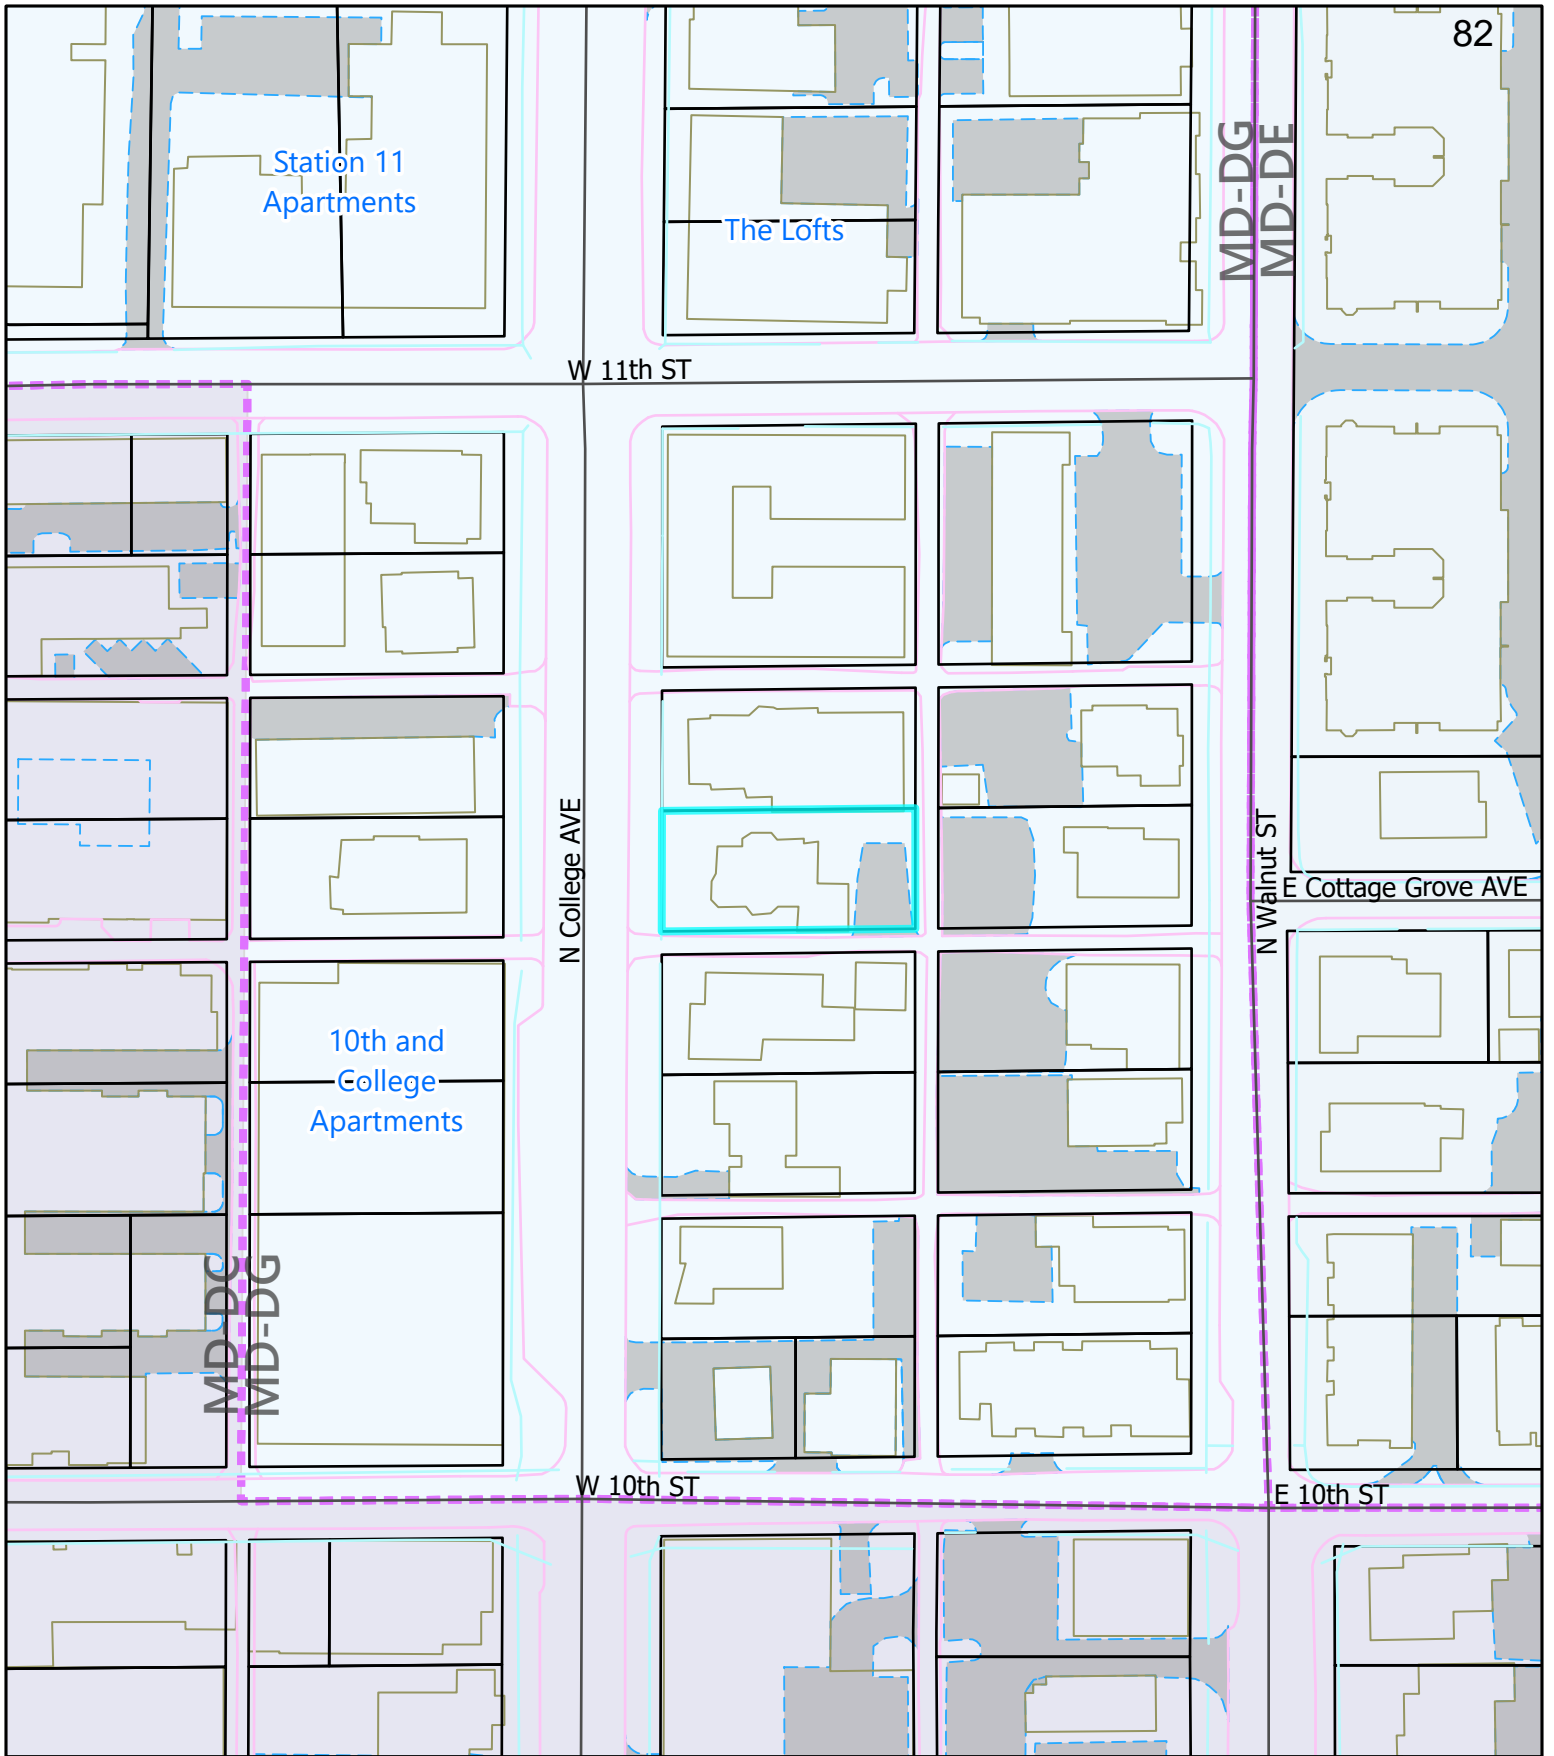 82
Station 11
Apartments
The Lofts
MD-DG
MD-DE
W 11th ST
N College AVE
N Walnut ST
E Cottage Grove AVE
10th and
College
Apartments
MD-DC
MD-DG
W 10th ST
E 10th ST